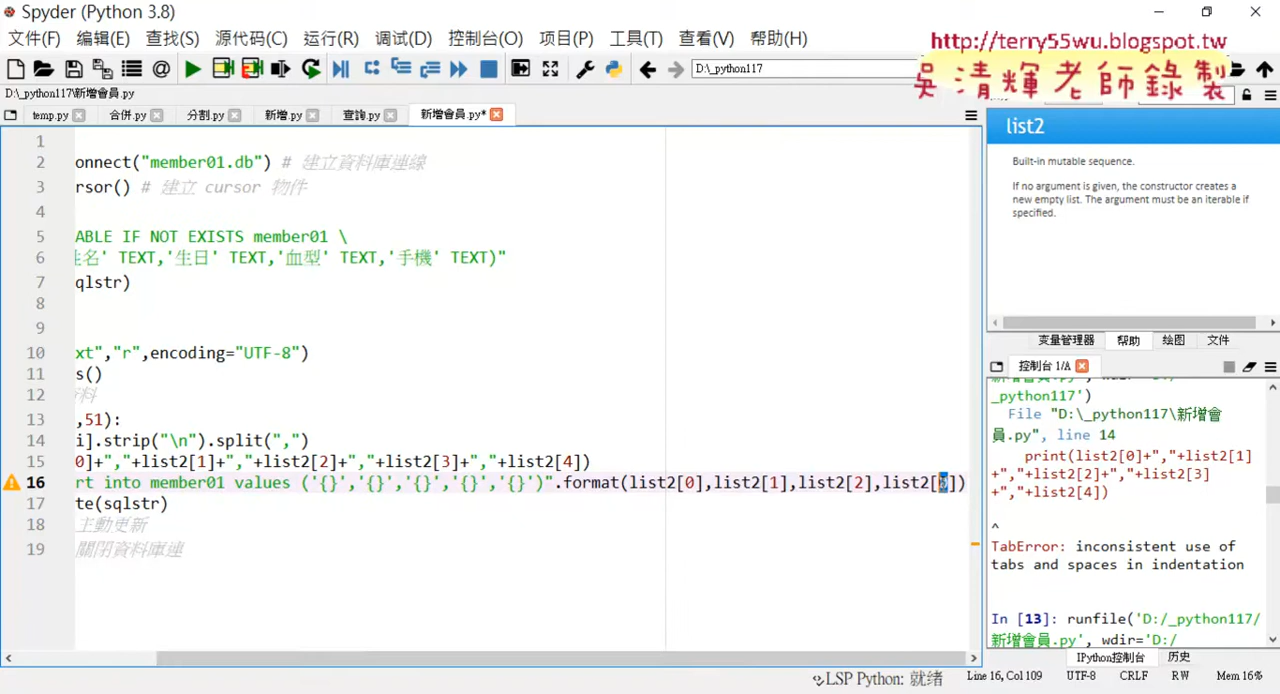 Spyder (Python 3.8)
文件(F) 编辑(E) 查找(S) 源代码(C) 运行(R) 调试(D) 控制台(O) 项目(P) 工具(T) 查看(V) 帮助(H)
http://terry55wu.blogspot.tw
吳清輝老師錄製
D:\_python117
D:\_python117\新增會員.py
temp.py 合併.py 分割.py 新增.py 查詢.py 新增會員.py*
1
2 onnect("member01.db") # 建立資料庫連線
3 rsor() # 建立 cursor 物件
4
5 ABLE IF NOT EXISTS member01 \
6 姓名' TEXT,'生日' TEXT,'血型' TEXT,'手機' TEXT)"
7 qlstr)
8
9
10 xt","r",encoding="UTF-8")
11 s()
12 料
13 ,51):
14 i].strip("\n").split(",")
15 0]+","+list2[1]+","+list2[2]+","+list2[3]+","+list2[4])
16 rt into member01 values ('{}','{}','{}','{}','{}')".format(list2[0],list2[1],list2[2],list2[])
17 te(sqlstr)
18 主動更新
19 關閉資料庫連
list2
Built-in mutable sequence.
If no argument is given, the constructor creates a
new empty list. The argument must be an iterable if
specified.
变量管理器 帮助 绘图 文件
控制台 1/A
新增會員.py', wdir='D:/
_python117')
File "D:\_python117\新增會
員.py", line 14
print(list2[0]+","+list2[1]
+","+list2[2]+","+list2[3]
+","+list2[4])
^
TabError: inconsistent use of
tabs and spaces in indentation
In [13]: runfile('D:/_python117/
新增會員.py', wdir='D:/
IPython控制台 历史
LSP Python: 就绪 Line 16, Col 109 UTF-8 CRLF RW Mem 16%